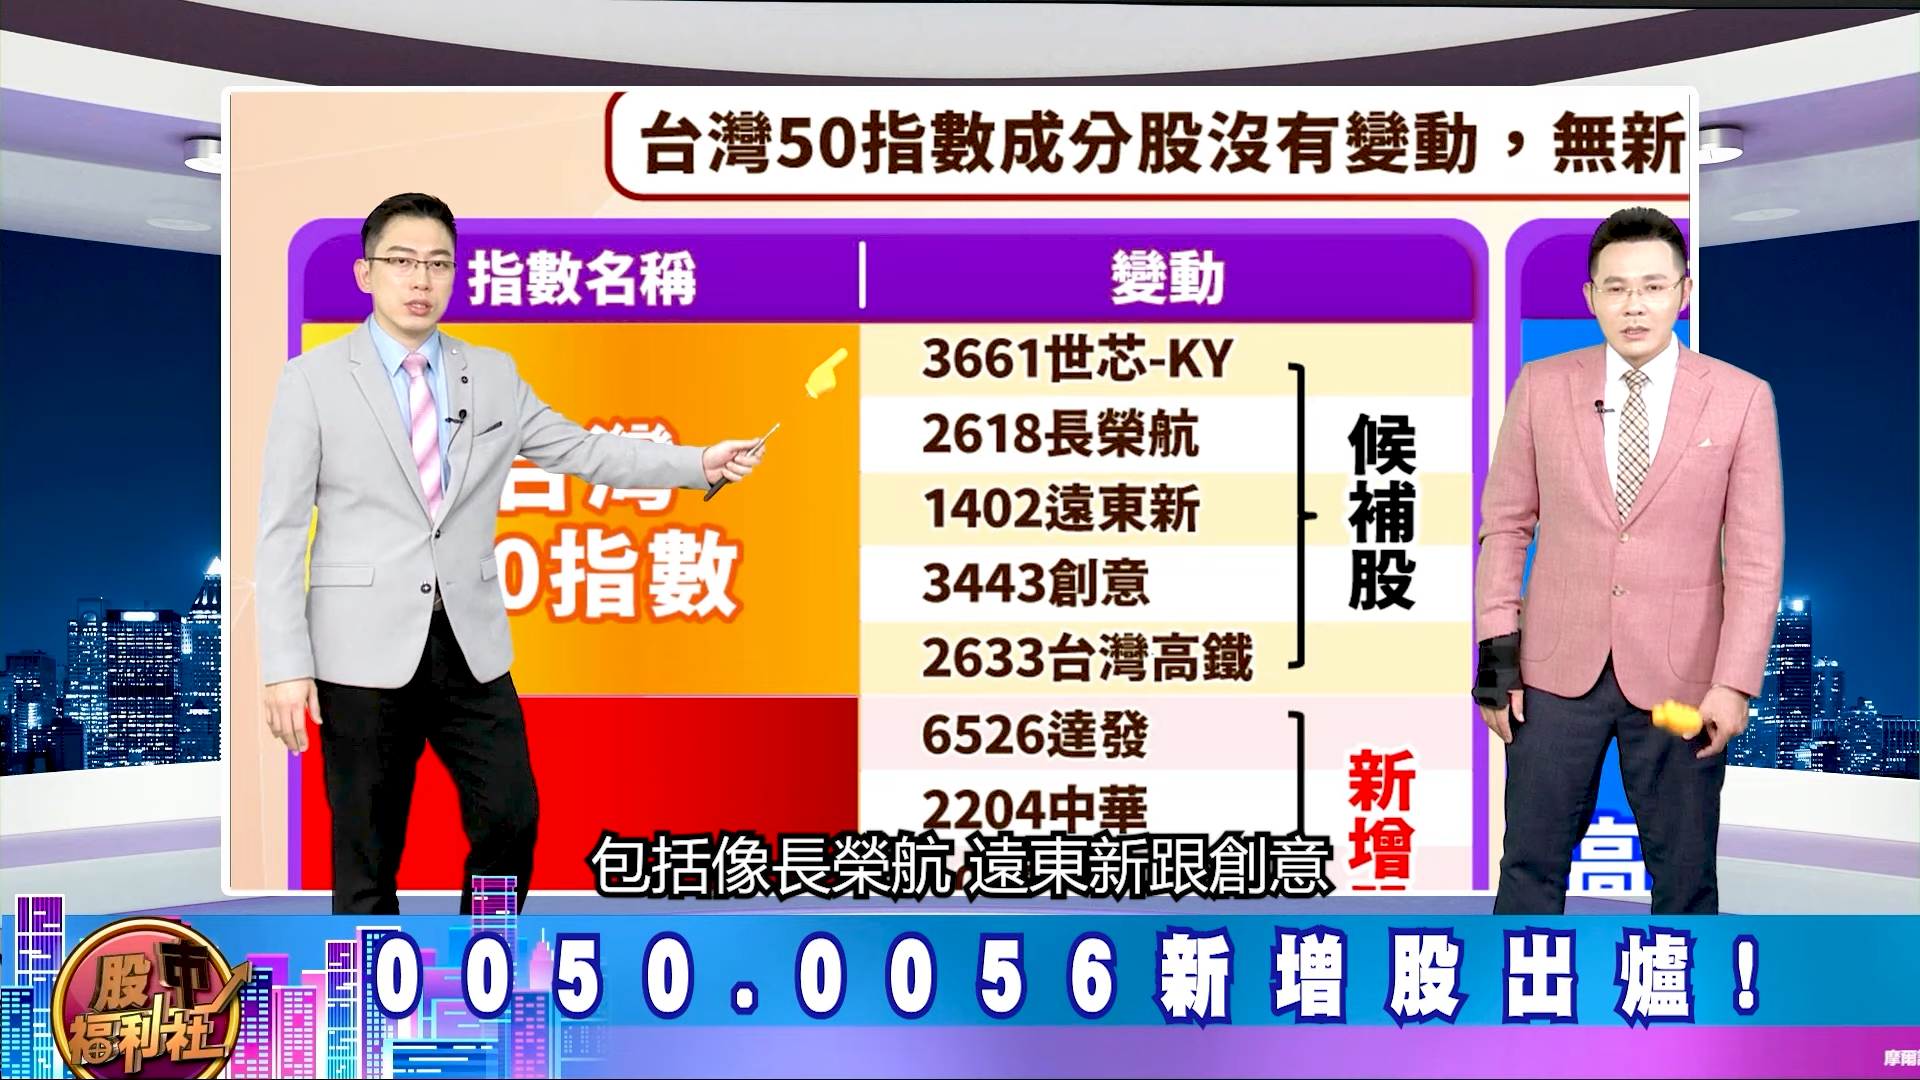 台灣50指數成分股沒有變動，無新
指數名稱
變動
台灣
0指數
3661世芯-KY
2618長榮航
1402遠東新
3443創意
2633台灣高鐵
候補股
6526達發
2204中華
新增
高
包括像長榮航 遠東新跟創意
0050.0056新增股出爐!
股市
福利社
摩爾